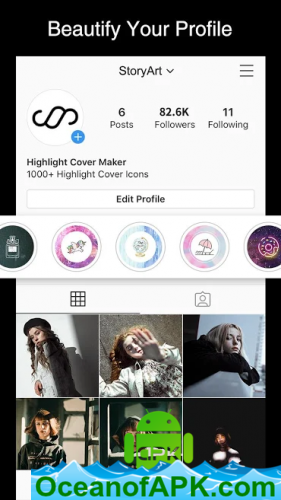 Beautify Your Profile
StoryArt
6
82.6K
11
Posts
Followers
Following
Highlight Cover Maker
1000+ Highlight Cover Icons
Edit Profile
APK
OceanofAPK.com